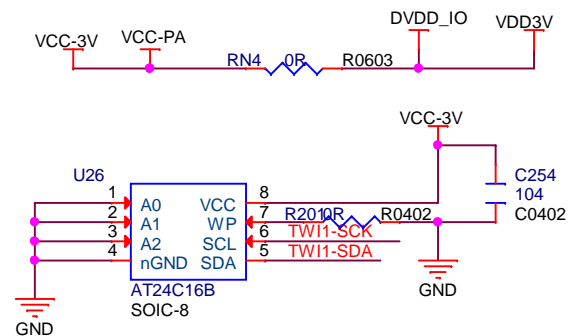 DVDD_IO
VCC-3V VCC-PA VDD3V
RN4 0R R0603
VCC-3V
U26
C254
104
C0402
1 A0 VCC 8
2 A1 WP 7 R201 0R R0402
3 A2 SCL 6 TWI1-SCK
4 nGND SDA 5 TWI1-SDA
AT24C16B
SOIC-8
GND
GND